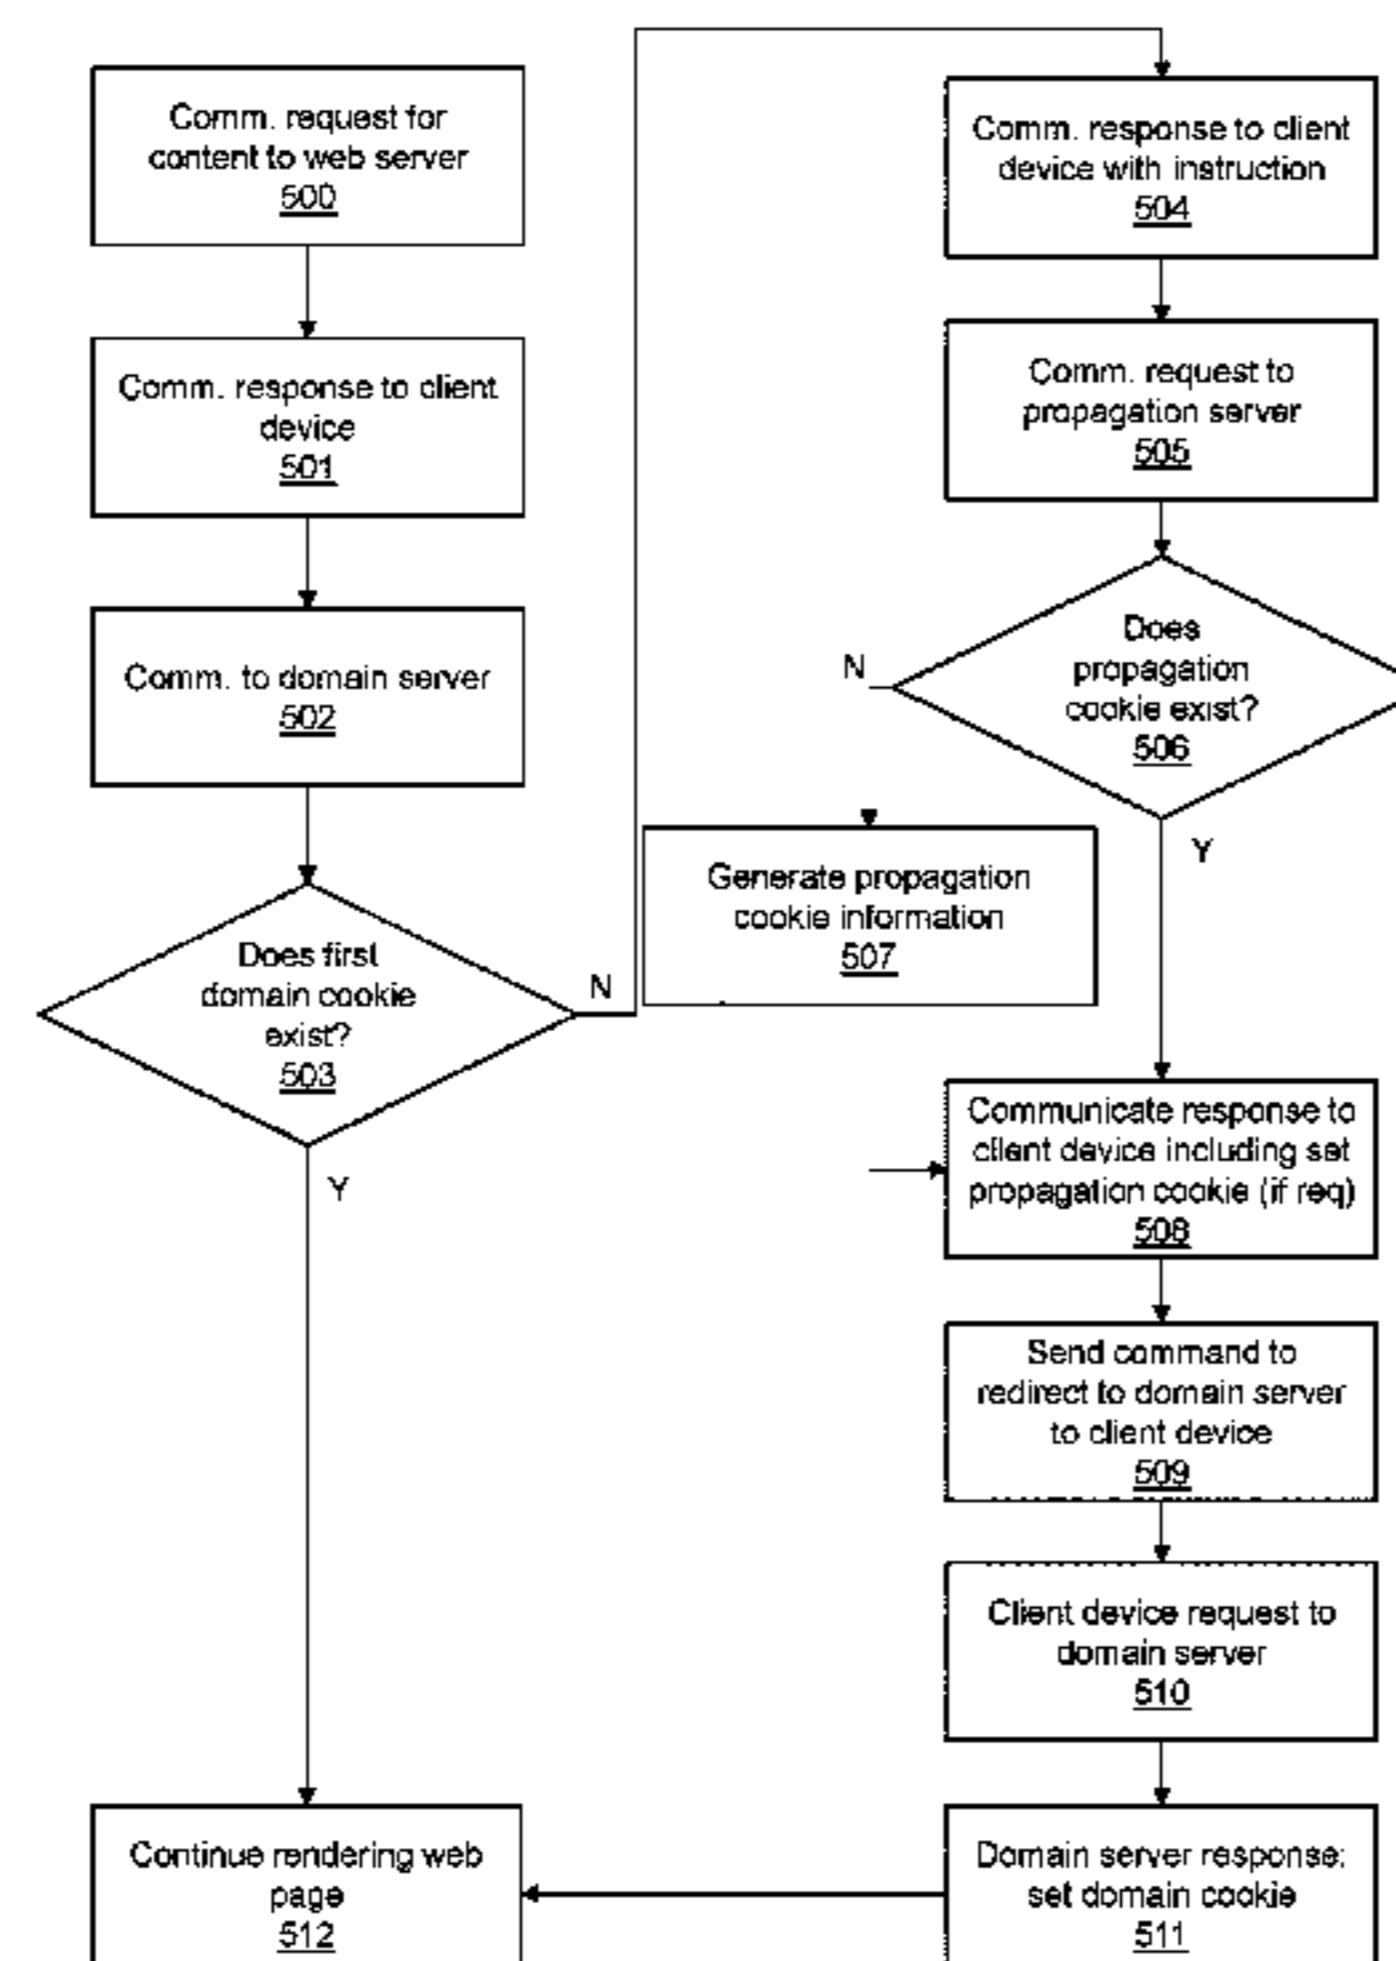 Comm. request for
content to web server
500
Comm. response to client
device
501
Comm. to domain server
502
Does first
domain cookie
exist?
503
N
Y
Comm. response to client
device with instruction
504
Comm. request to
propagation server
505
Does
propagation
cookie exist?
506
N
Y
Generate propagation
cookie information
507
Communicate response to
client device including set
propagation cookie (if req)
508
Send command to
redirect to domain server
to client device
509
Client device request to
domain server
510
Domain server response:
set domain cookie
511
Continue rendering web
page
512